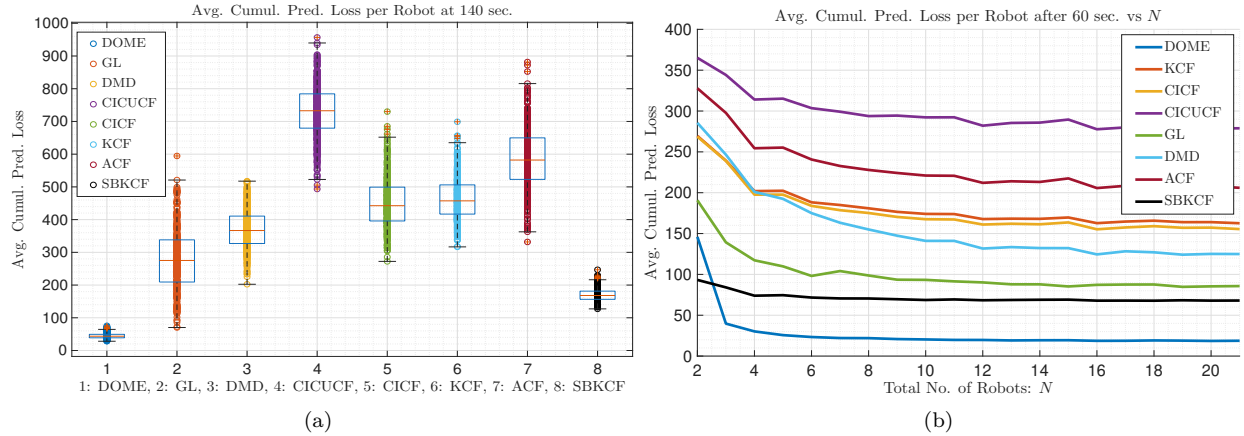 Avg. Cumul. Pred. Loss per Robot at 140 sec.
Avg. Cumul. Pred. Loss
1000
900
800
700
600
500
400
300
200
100
0
DOME
GL
DMD
CICUCF
CICF
KCF
ACF
SBKCF
1 2 3 4 5 6 7 8
1: DOME, 2: GL, 3: DMD, 4: CICUCF, 5: CICF, 6: KCF, 7: ACF, 8: SBKCF
(a)
Avg. Cumul. Pred. Loss per Robot after 60 sec. vs N
Avg. Cumul. Pred. Loss
400
350
300
250
200
150
100
50
0
DOME
KCF
CICF
CICUCF
GL
DMD
ACF
SBKCF
2 4 6 8 10 12 14 16 18 20
Total No. of Robots: N
(b)